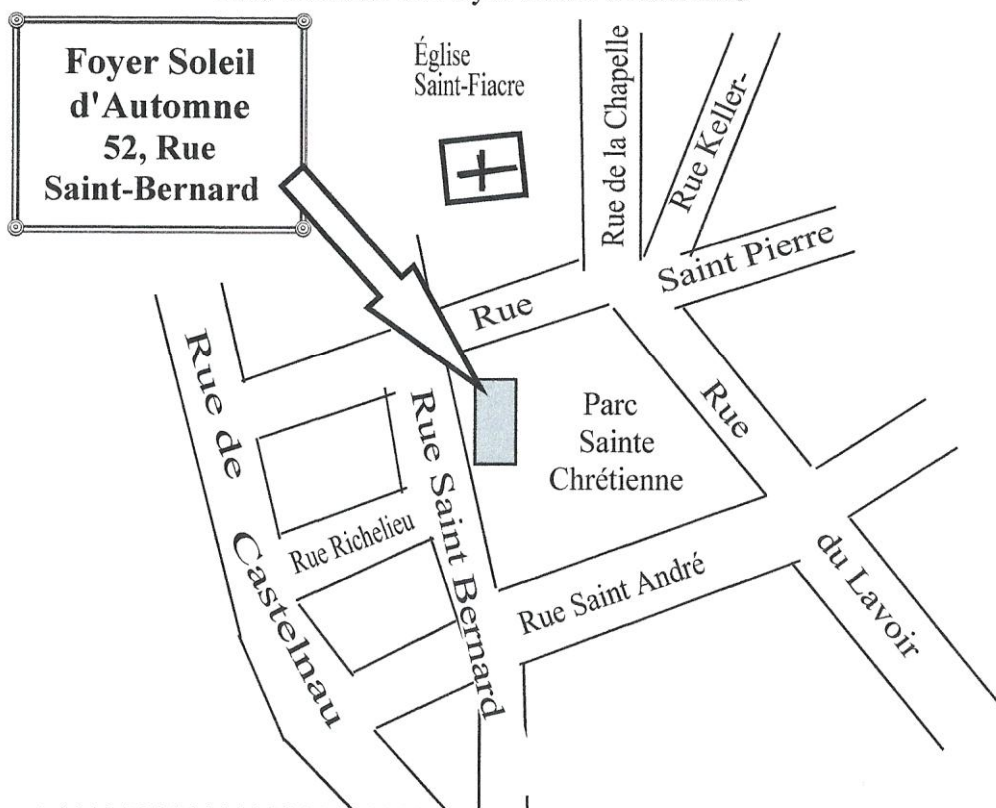 Foyer Soleil
d'Automne
52, Rue
Saint-Bernard
Église
Saint-Fiacre
Rue de la Chapelle
Rue Keller-
Rue
Saint Pierre
Rue de Castelnau
Rue Saint Bernard
Parc
Sainte
Chrétienne
Rue
du Lavoir
Rue Richelieu
Rue Saint André